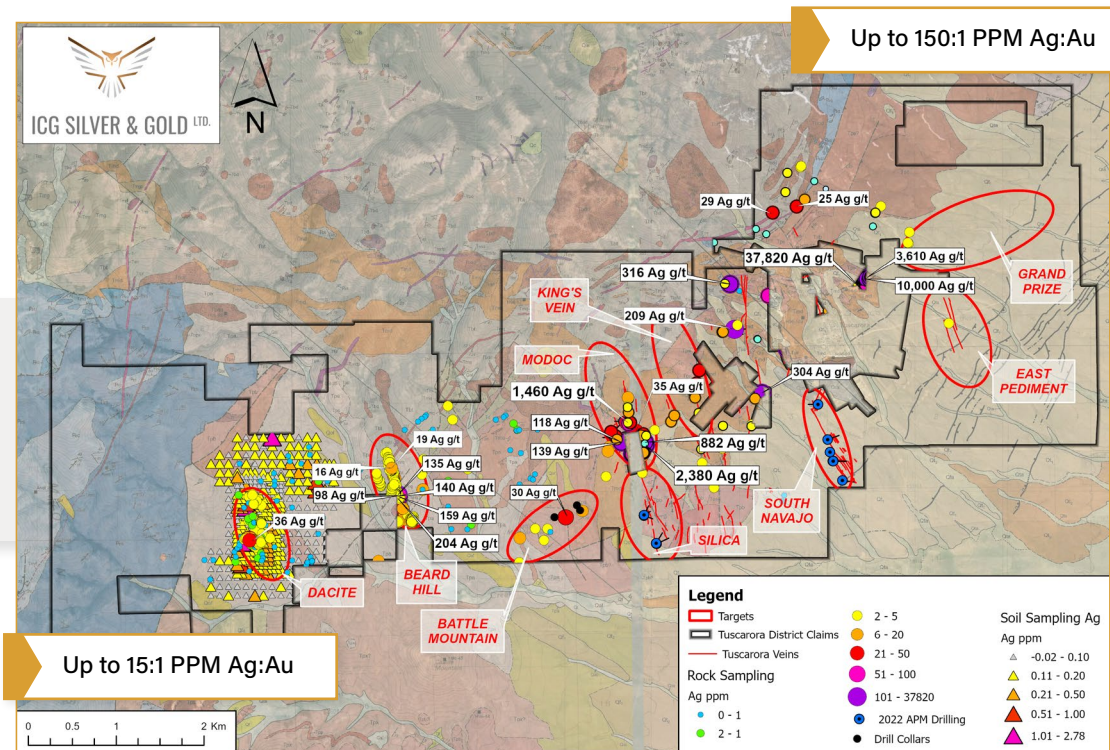 Up to 150:1 PPM Ag:Au
ICG SILVER & GOLD LTD.
N
29 Ag g/t
25 Ag g/t
37,820 Ag g/t
3,610 Ag g/t
10,000 Ag g/t
316 Ag g/t
GRAND
PRIZE
KING'S
VEIN
209 Ag g/t
MODOC
EAST
PEDIMENT
304 Ag g/t
1,460 Ag g/t
35 Ag g/t
118 Ag g/t
139 Ag g/t
882 Ag g/t
2,380 Ag g/t
19 Ag g/t
16 Ag g/t
135 Ag g/t
98 Ag g/t
140 Ag g/t
159 Ag g/t
204 Ag g/t
30 Ag g/t
36 Ag g/t
SOUTH
NAVAJO
SILICA
DACITE
BEARD
HILL
BATTLE
MOUNTAIN
Up to 15:1 PPM Ag:Au
0 0.5 1 2 Km
Legend
Targets
Tuscarora District Claims
Tuscarora Veins
Rock Sampling
Ag ppm
0 - 1
2 - 1
2 - 5
6 - 20
21 - 50
51 - 100
101 - 37820
2022 APM Drilling
Drill Collars
Soil Sampling Ag
Ag ppm
-0.02 - 0.10
0.11 - 0.20
0.21 - 0.50
0.51 - 1.00
1.01 - 2.78